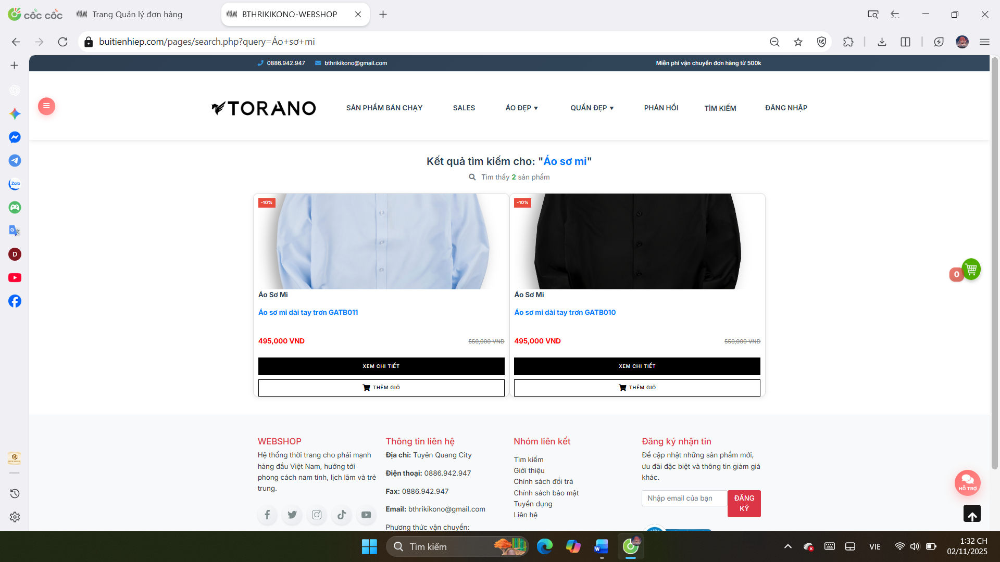 cốc cốc
Trang Quản lý đơn hàng
BTHRIKIKONO-WEBSHOP
buitienhiep.com/pages/search.php?query=Áo+sơ+mi
0886.942.947
bthrikikono@gmail.com
Miễn phí vận chuyển đơn hàng từ 500k
TORANO
SẢN PHẨM BÁN CHẠY
SALES
ÁO ĐẸP
QUẦN ĐẸP
PHẢN HỒI
TÌM KIẾM
ĐĂNG NHẬP
Kết quả tìm kiếm cho: "Áo sơ mi"
Tìm thấy 2 sản phẩm
-10%
Áo Sơ Mi
Áo sơ mi dài tay trơn GATB011
495,000 VND
550,000 VND
XEM CHI TIẾT
THÊM GIỎ
-10%
Áo Sơ Mi
Áo sơ mi dài tay trơn GATB010
495,000 VND
550,000 VND
XEM CHI TIẾT
THÊM GIỎ
0
Zalo
D
WEBSHOP
Hệ thống thời trang cho phái mạnh
hàng đầu Việt Nam, hướng tới
phong cách nam tính, lịch lãm và trẻ
trung.
Thông tin liên hệ
Địa chỉ: Tuyên Quang City
Điện thoại: 0886.942.947
Fax: 0886.942.947
Email: bthrikikono@gmail.com
Phương thức vận chuyển:
Nhóm liên kết
Tìm kiếm
Giới thiệu
Chính sách đổi trả
Chính sách bảo mật
Tuyển dụng
Liên hệ
Đăng ký nhận tin
Để cập nhật những sản phẩm mới,
ưu đãi đặc biệt và thông tin giảm giá
khác.
Nhập email của bạn
ĐĂNG
KÝ
HỖ TRỢ
Tìm kiếm
VIE
1:32 CH
02/11/2025